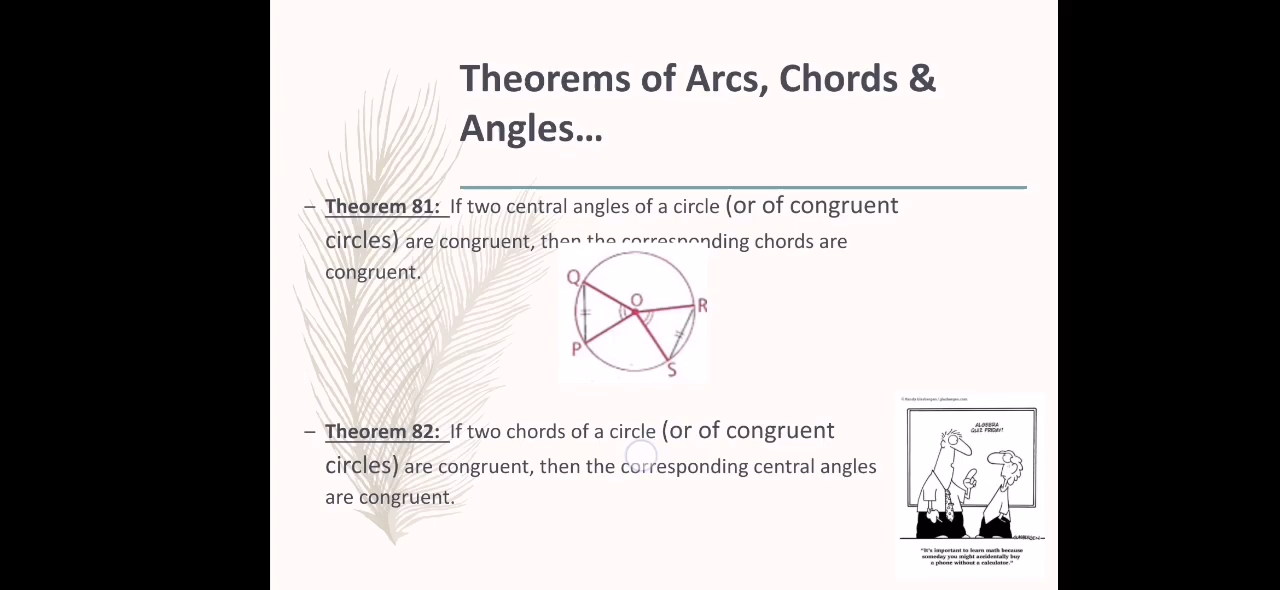 Theorems of Arcs, Chords &
Angles...
– Theorem 81: If two central angles of a circle (or of congruent
circles) are congruent, then the corresponding chords are
congruent.
Q
O
R
P
S
– Theorem 82: If two chords of a circle (or of congruent
circles) are congruent, then the corresponding central angles
are congruent.
ALGEBRA
QUIZ FRIDAY!
"It's important to learn math because
someday you might accidentally buy
a phone without a calculator."